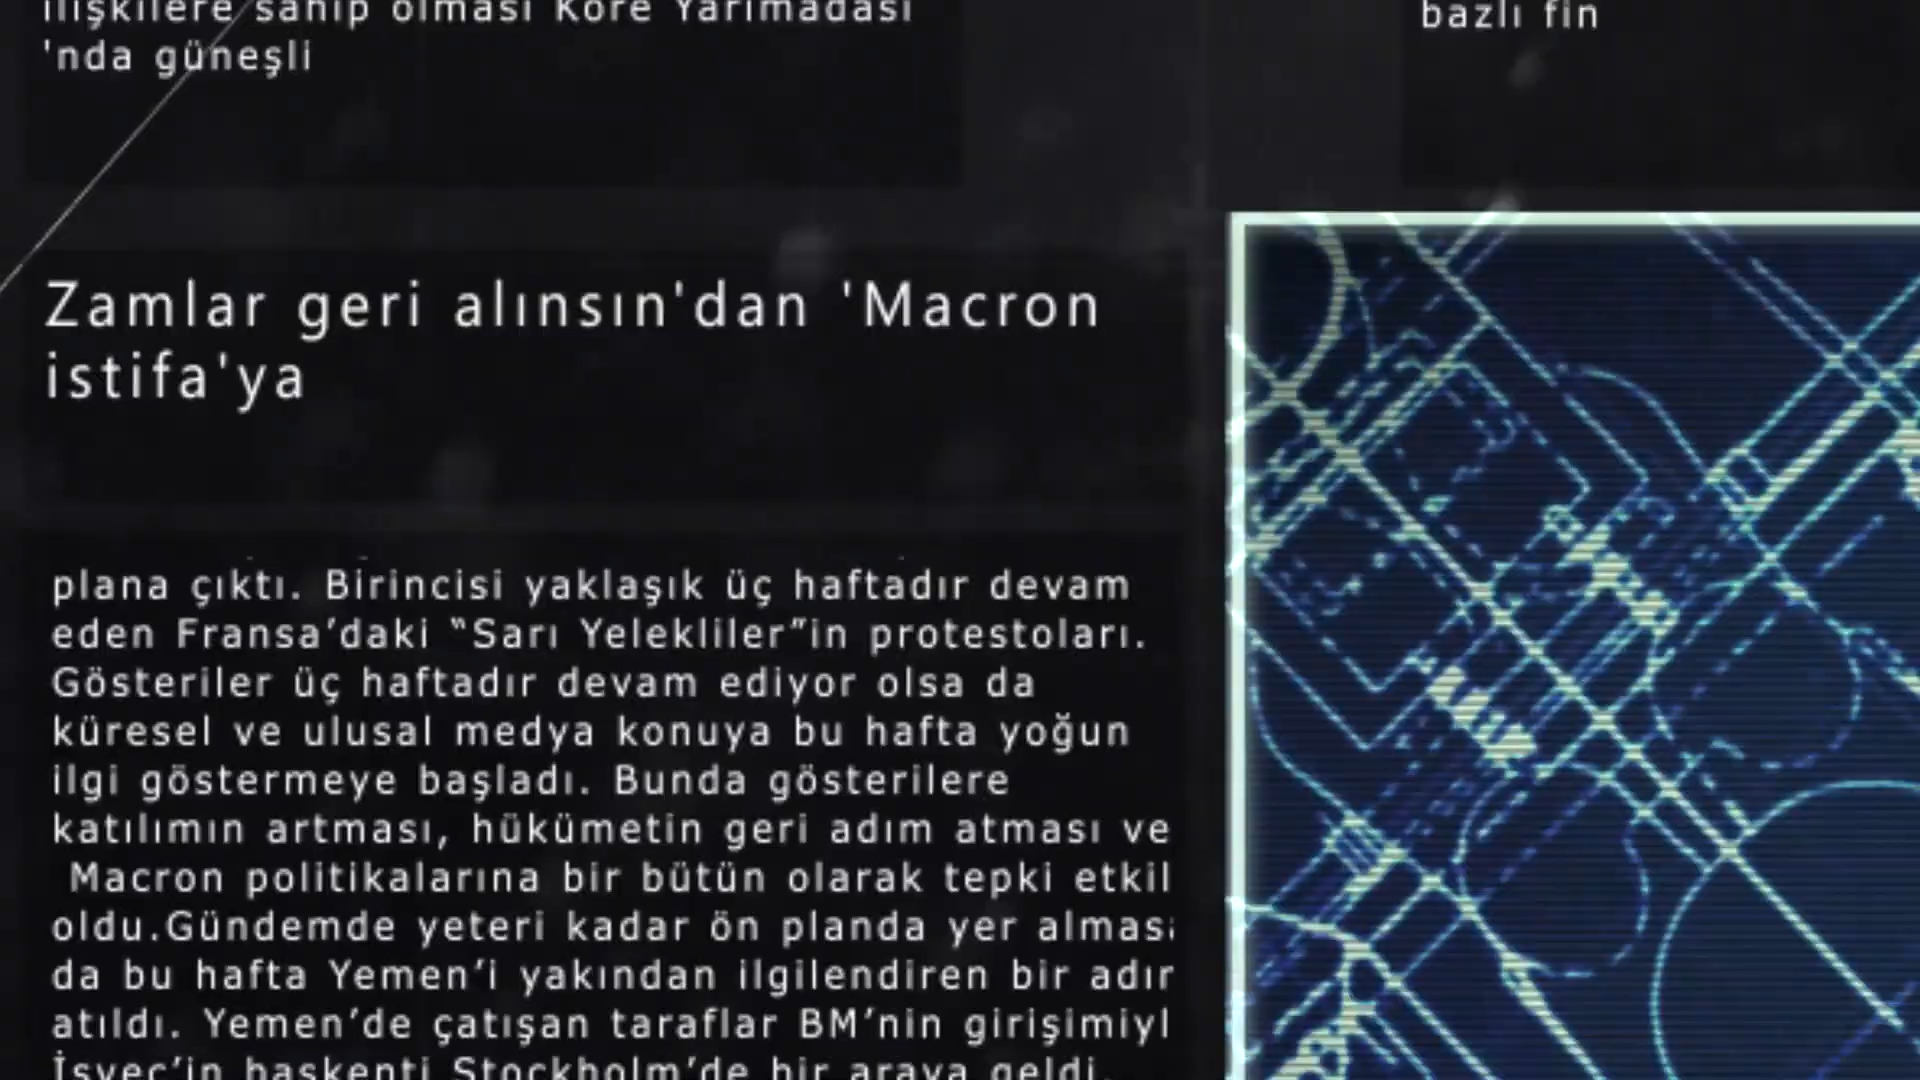 ilişkilere sahip olması Kore Yarımadası
'nda güneşli
bazlı fin
Zamlar geri alınsın'dan 'Macron
istifa'ya
plana çıktı. Birincisi yaklaşık üç haftadır devam
eden Fransa’daki “Sarı Yelekliler”in protestoları.
Gösteriler üç haftadır devam ediyor olsa da
küresel ve ulusal medya konuya bu hafta yoğun
ilgi göstermeye başladı. Bunda gösterilere
katılımın artması, hükümetin geri adım atması ve
Macron politikalarına bir bütün olarak tepki etkil
oldu.Gündemde yeteri kadar ön planda yer alması
da bu hafta Yemen’i yakından ilgilendiren bir adır
atıldı. Yemen’de çatışan taraflar BM’nin girişimiyl
İsveç’in başkenti Stockholm’de bir araya geldi.